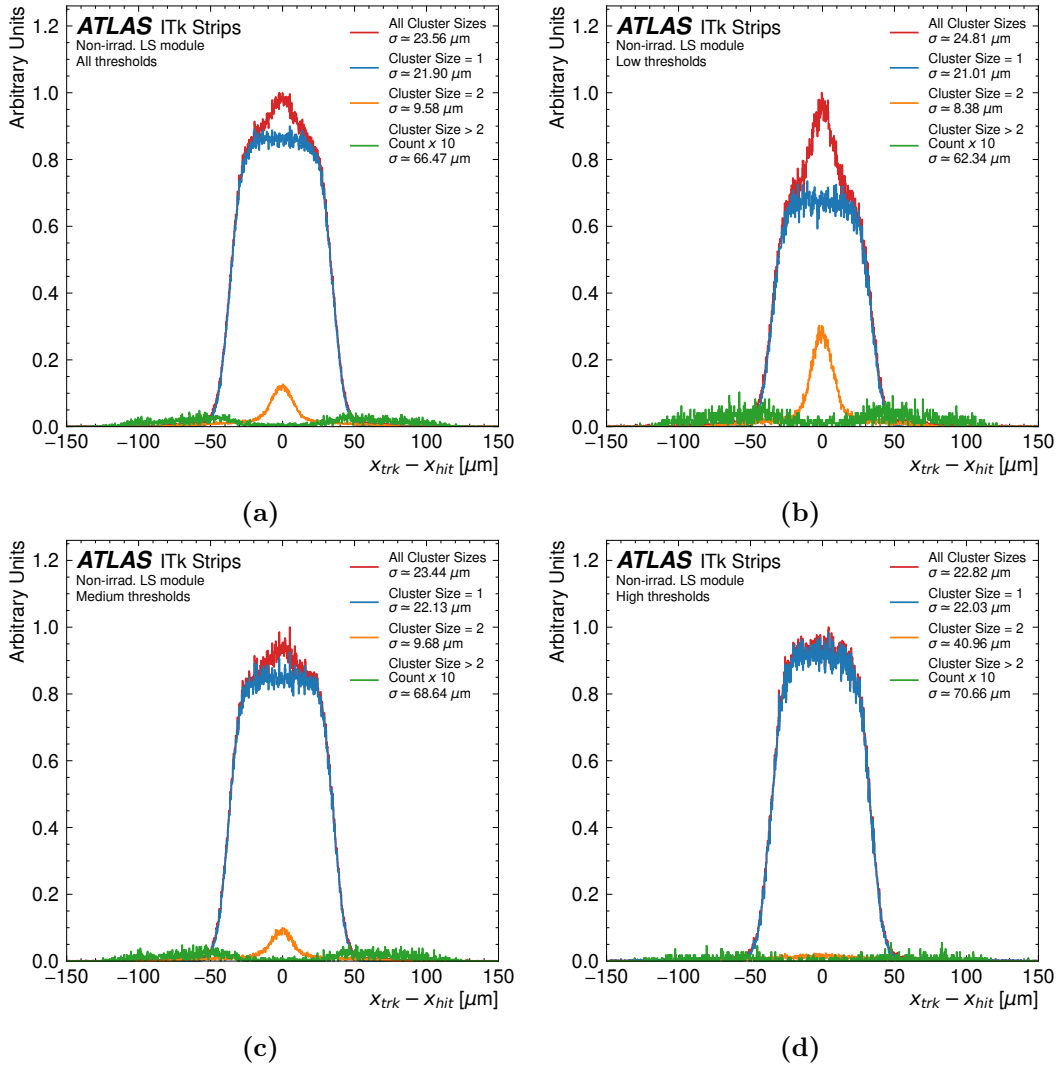 ATLAS ITk Strips
Non-irrad. LS module
All thresholds
All Cluster Sizes
σ ≃ 23.56 μm
Cluster Size = 1
σ ≃ 21.90 μm
Cluster Size = 2
σ ≃ 9.58 μm
Cluster Size > 2
Count x 10
σ ≃ 66.47 μm
Arbitrary Units
1.2
1.0
0.8
0.6
0.4
0.2
0.0
−150 −100 −50 0 50 100 150
x_trk − x_hit [μm]
(a)
ATLAS ITk Strips
Non-irrad. LS module
Low thresholds
All Cluster Sizes
σ ≃ 24.81 μm
Cluster Size = 1
σ ≃ 21.01 μm
Cluster Size = 2
σ ≃ 8.38 μm
Cluster Size > 2
Count x 10
σ ≃ 62.34 μm
Arbitrary Units
1.2
1.0
0.8
0.6
0.4
0.2
0.0
−150 −100 −50 0 50 100 150
x_trk − x_hit [μm]
(b)
ATLAS ITk Strips
Non-irrad. LS module
Medium thresholds
All Cluster Sizes
σ ≃ 23.44 μm
Cluster Size = 1
σ ≃ 22.13 μm
Cluster Size = 2
σ ≃ 9.68 μm
Cluster Size > 2
Count x 10
σ ≃ 68.64 μm
Arbitrary Units
1.2
1.0
0.8
0.6
0.4
0.2
0.0
−150 −100 −50 0 50 100 150
x_trk − x_hit [μm]
(c)
ATLAS ITk Strips
Non-irrad. LS module
High thresholds
All Cluster Sizes
σ ≃ 22.82 μm
Cluster Size = 1
σ ≃ 22.03 μm
Cluster Size = 2
σ ≃ 40.96 μm
Cluster Size > 2
Count x 10
σ ≃ 70.66 μm
Arbitrary Units
1.2
1.0
0.8
0.6
0.4
0.2
0.0
−150 −100 −50 0 50 100 150
x_trk − x_hit [μm]
(d)